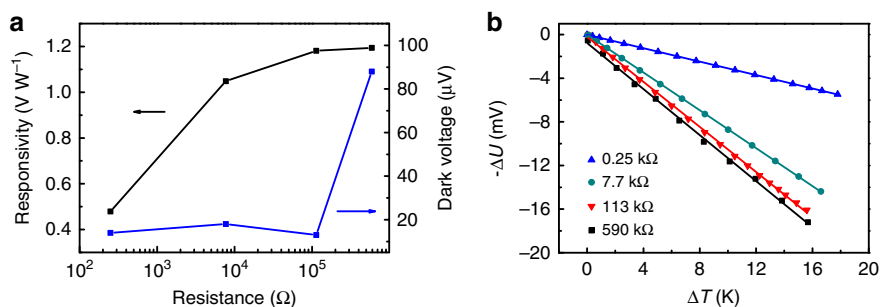 a
Responsivity (V W⁻¹)
1.2
1.0
0.8
0.6
0.4
100
80
60
40
20
0
Dark voltage (μV)
10² 10³ 10⁴ 10⁵
Resistance (Ω)
b
-ΔU (mV)
0
−4
−8
−12
−16
−20
0.25 kΩ
7.7 kΩ
113 kΩ
590 kΩ
0 4 8 12 16 20
ΔT (K)